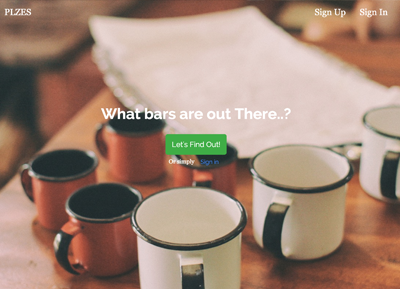 PLZES
Sign Up Sign In
What bars are out There..?
Let's Find Out!
Or simply Sign in